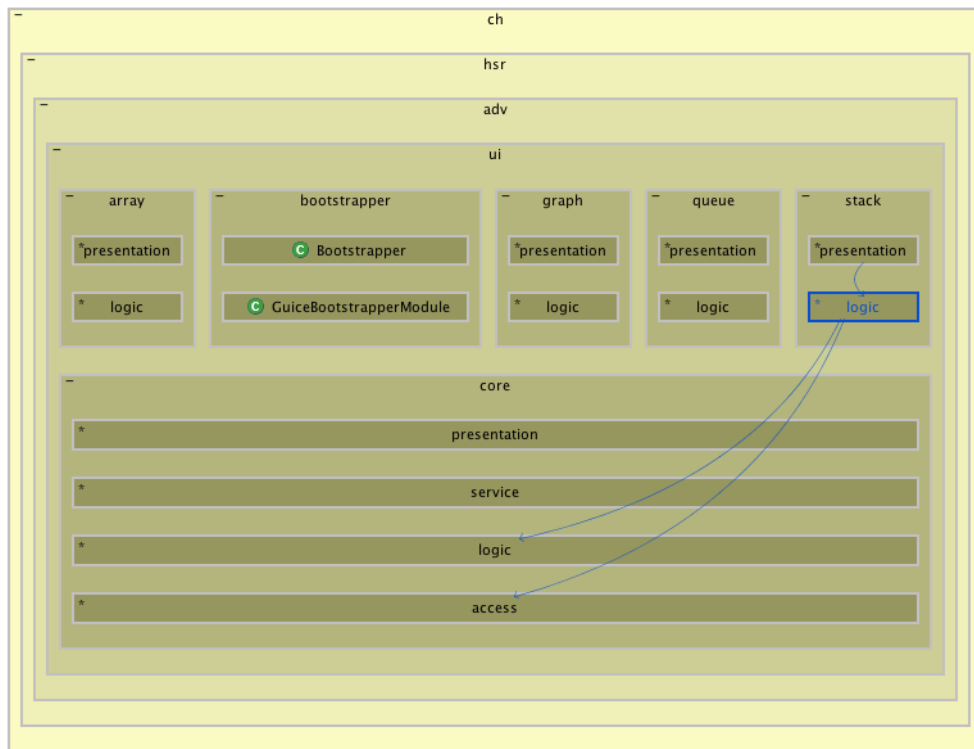 ch
hsr
adv
ui
array bootstrapper graph queue stack
*presentation C Bootstrapper *presentation *presentation *presentation
* logic C GuiceBootstrapperModule * logic * logic * logic
core
* presentation
* service
* logic
* access